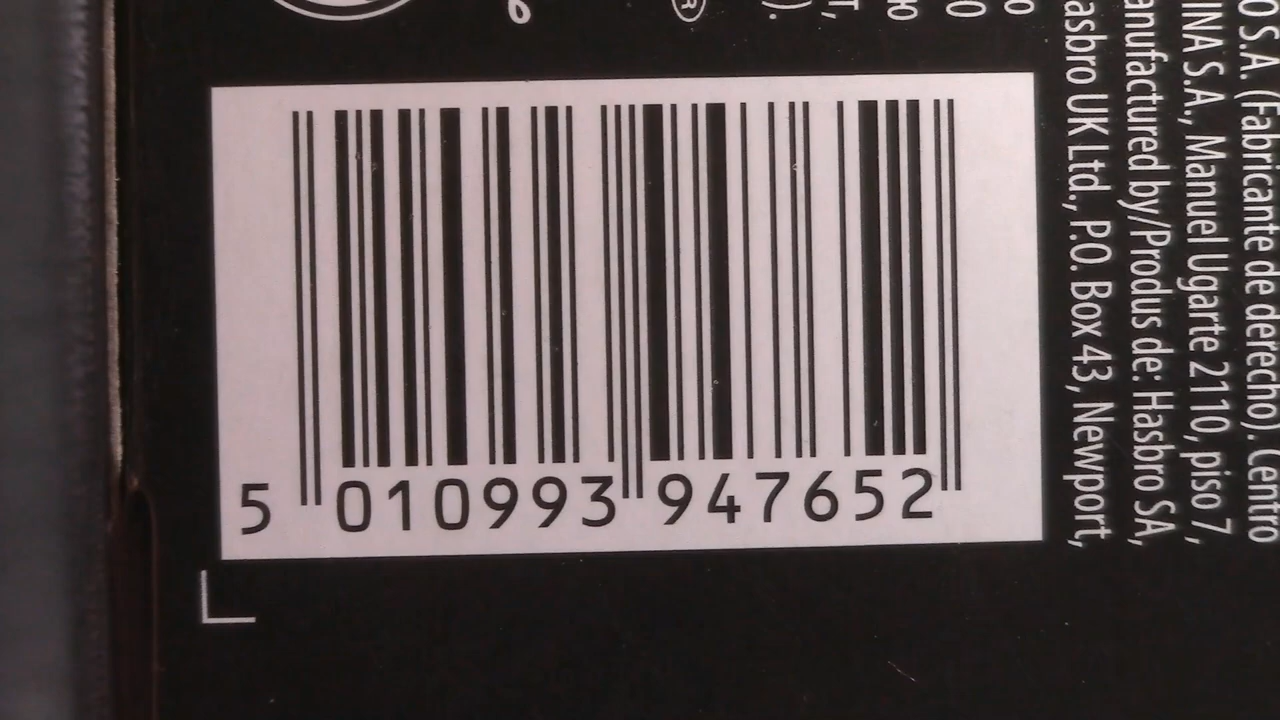 5 010993 947652
O S.A. (Fabricante de derecho). Centro
INA S.A., Manuel Ugarte 2110, piso 7,
anufactured by/Produs de: Hasbro SA,
asbro UK Ltd., P.O. Box 43, Newport,